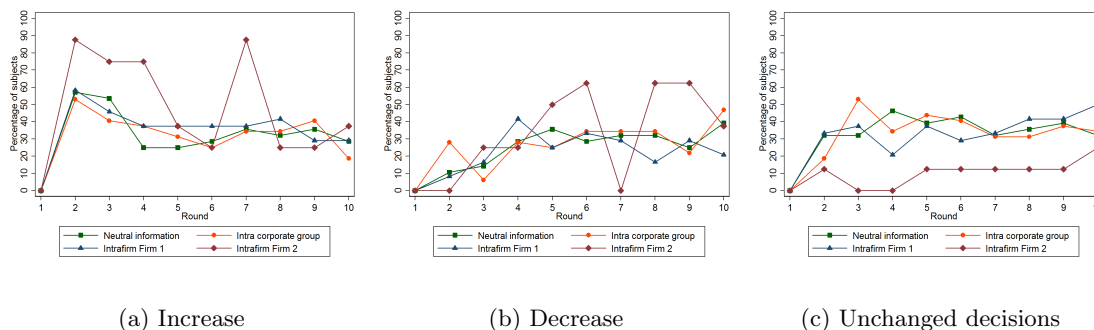 Percentage of subjects
100
90
80
70
60
50
40
30
20
10
0
1 2 3 4 5 6 7 8 9 10
Round
Neutral information Intra corporate group
Intrafirm Firm 1 Intrafirm Firm 2
(a) Increase
Percentage of subjects
100
90
80
70
60
50
40
30
20
10
0
1 2 3 4 5 6 7 8 9 10
Round
Neutral information Intra corporate group
Intrafirm Firm 1 Intrafirm Firm 2
(b) Decrease
Percentage of subjects
100
90
80
70
60
50
40
30
20
10
0
1 2 3 4 5 6 7 8 9
Round
Neutral information Intra corporate group
Intrafirm Firm 1 Intrafirm Firm 2
(c) Unchanged decisions